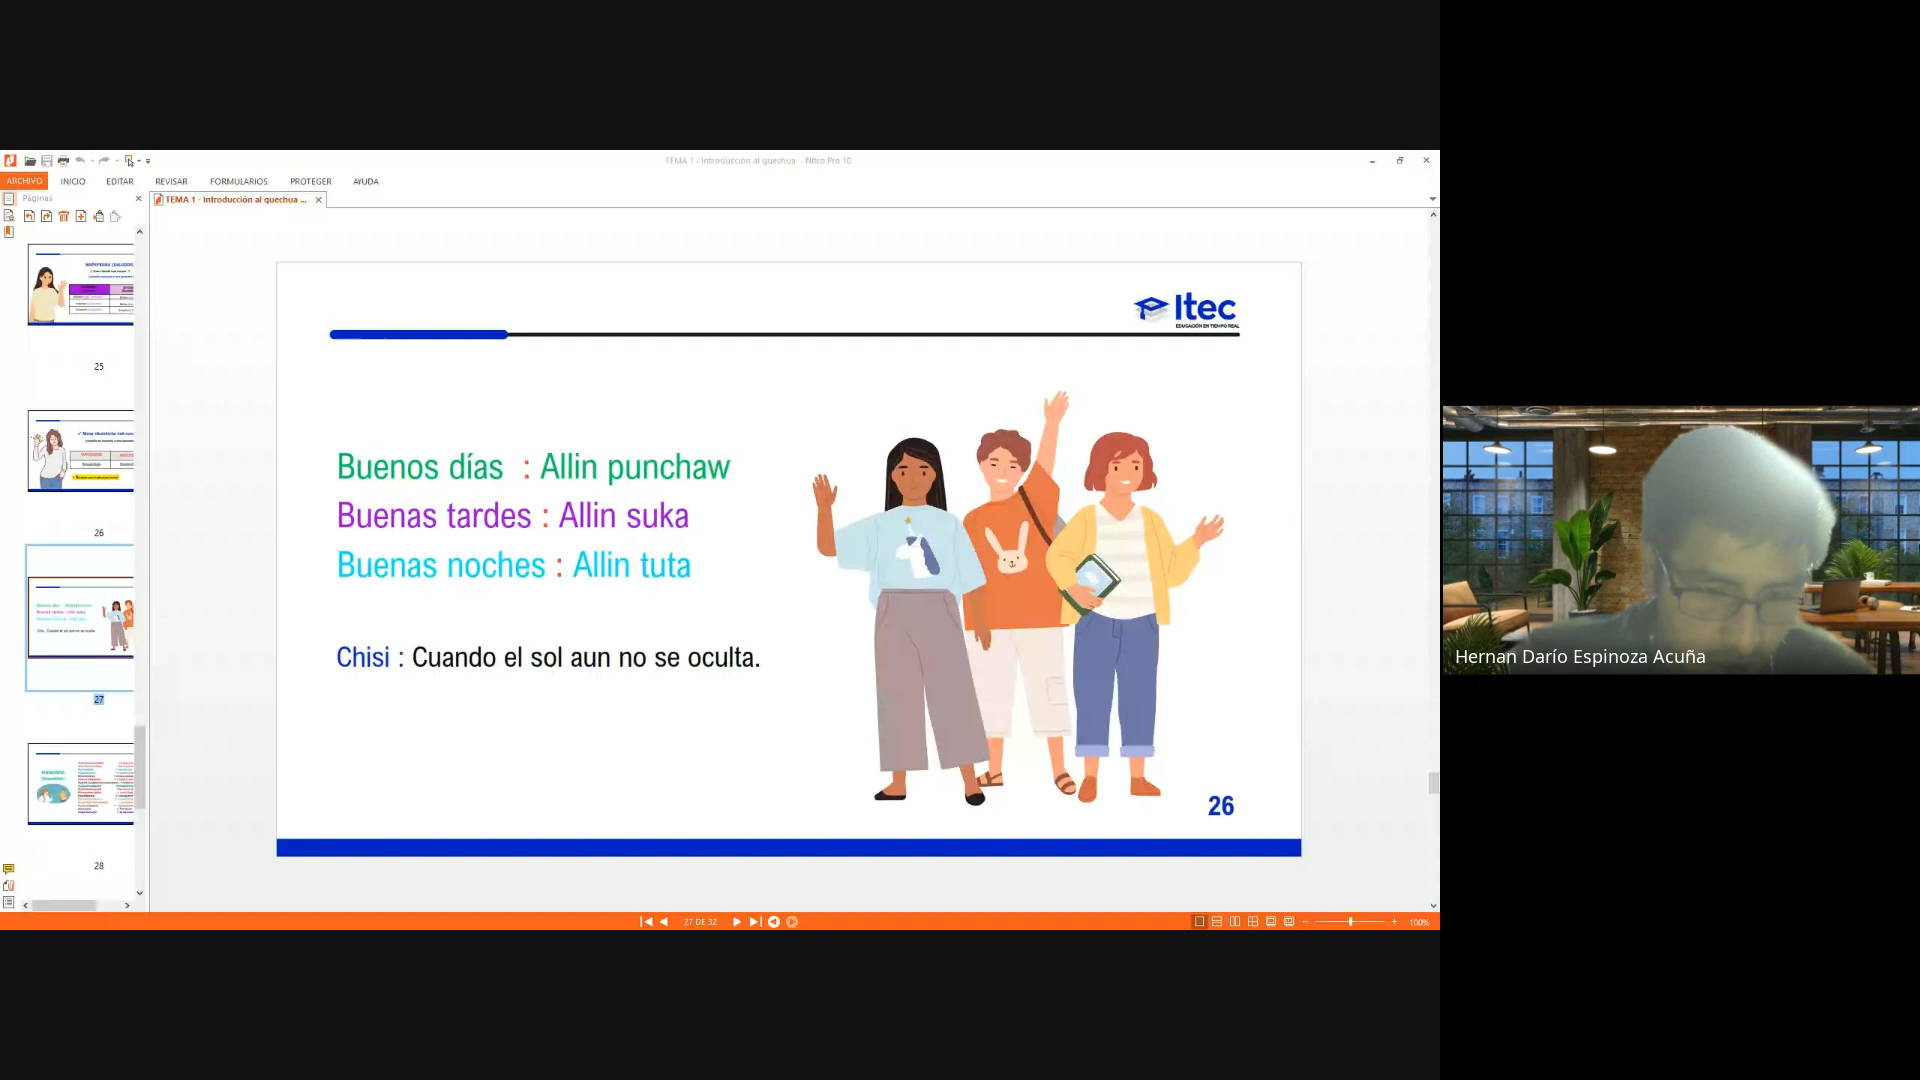 TEMA 1 - Introducción al quechua - Nitro Pro 10
ARCHIVO INICIO EDITAR REVISAR FORMULARIOS PROTEGER AYUDA
Páginas
TEMA 1 - Introducción al quechua ...
25
26
27
28
Itec
EDUCACIÓN EN TIEMPO REAL
Buenos días : Allin punchaw
Buenas tardes : Allin suka
Buenas noches : Allin tuta
Chisi : Cuando el sol aun no se oculta.
26
27 DE 32
100%
Hernan Darío Espinoza Acuña